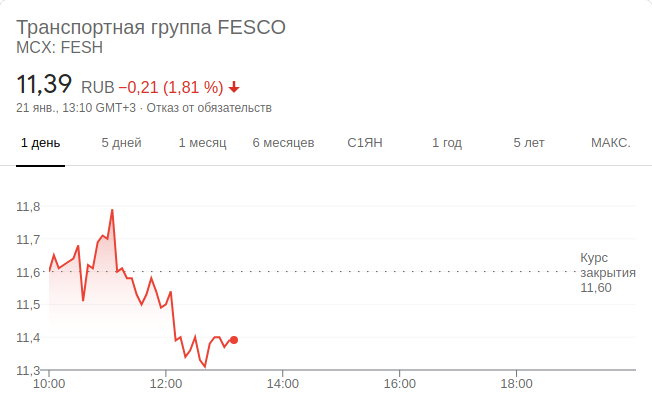 Транспортная группа FESCO
MCX: FESH
11,39 RUB −0,21 (1,81 %)
21 янв., 13:10 GMT+3 · Отказ от обязательств
1 день 5 дней 1 месяц 6 месяцев С1ЯН 1 год 5 лет МАКС.
11,8
11,7
11,6
11,5
11,4
11,3
Курс
закрытия
11,60
10:00 12:00 14:00 16:00 18:00